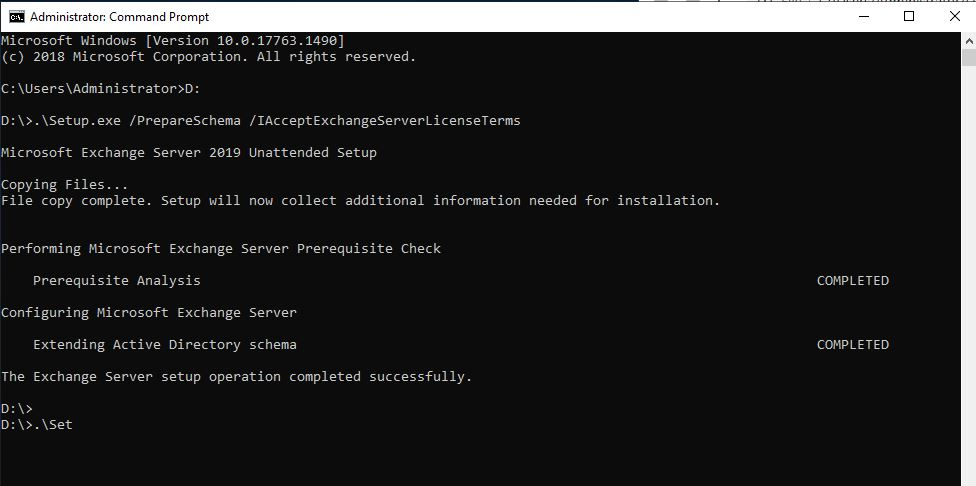 Administrator: Command Prompt
Microsoft Windows [Version 10.0.17763.1490]
(c) 2018 Microsoft Corporation. All rights reserved.
C:\Users\Administrator>D:
D:\>.\Setup.exe /PrepareSchema /IAcceptExchangeServerLicenseTerms
Microsoft Exchange Server 2019 Unattended Setup
Copying Files...
File copy complete. Setup will now collect additional information needed for installation.
Performing Microsoft Exchange Server Prerequisite Check
Prerequisite Analysis COMPLETED
Configuring Microsoft Exchange Server
Extending Active Directory schema COMPLETED
The Exchange Server setup operation completed successfully.
D:\>
D:\>.\Set